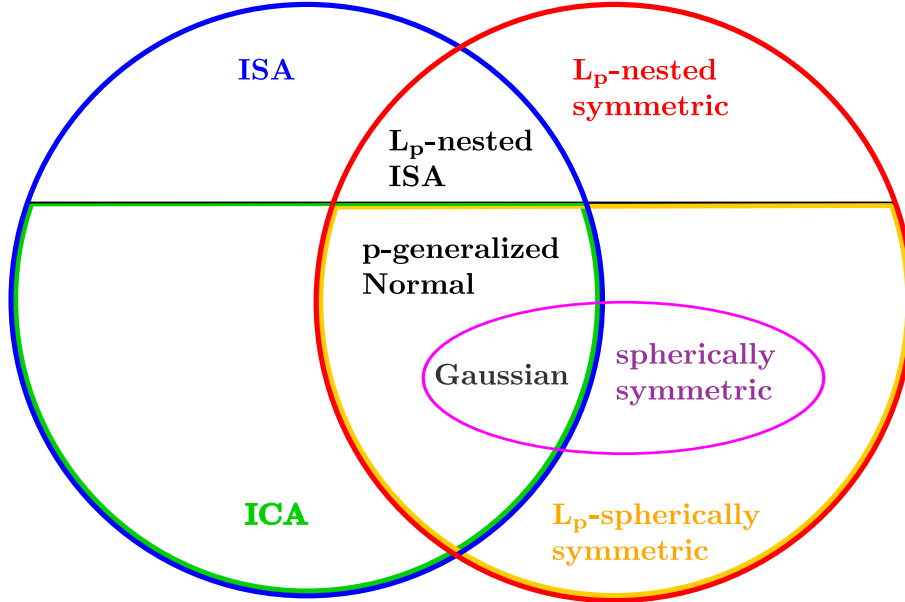 ISA
Lₚ-nested
symmetric
Lₚ-nested
ISA
p-generalized
Normal
Gaussian
spherically
symmetric
ICA
Lₚ-spherically
symmetric